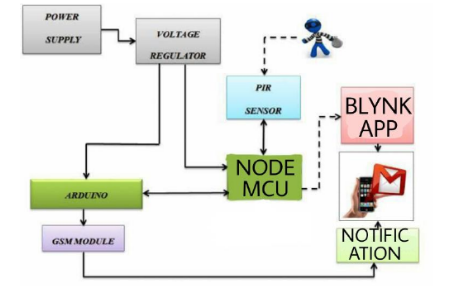 POWER
SUPPLY
VOLTAGE
REGULATOR
PIR
SENSOR
BLYNK
APP
NODE
MCU
ARDUINO
GSM MODULE
NOTIFIC
ATION